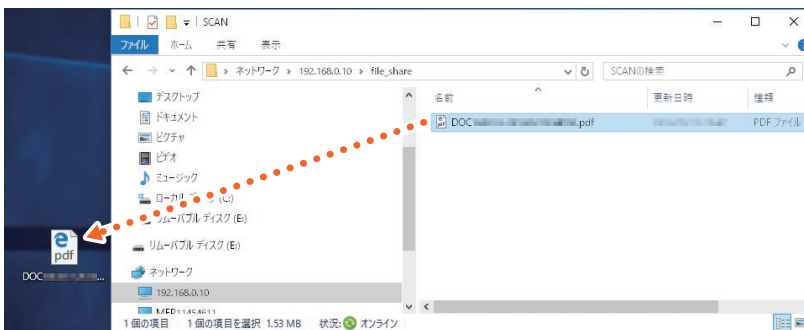 SCAN
ファイル ホーム 共有 表示
ネットワーク › 192.168.0.10 › file_share
SCANの検索
デスクトップ
ドキュメント
ピクチャ
ビデオ
ミュージック
ローカル (C:)
リムーバブル ディスク (E:)
リムーバブル ディスク (E:)
ネットワーク
192.168.0.10
MFP11454611
名前 更新日時 種類
DOC .pdf PDF ファイル
pdf
DOC ...
1 個の項目 1 個の項目を選択 1.53 MB 状況: オンライン